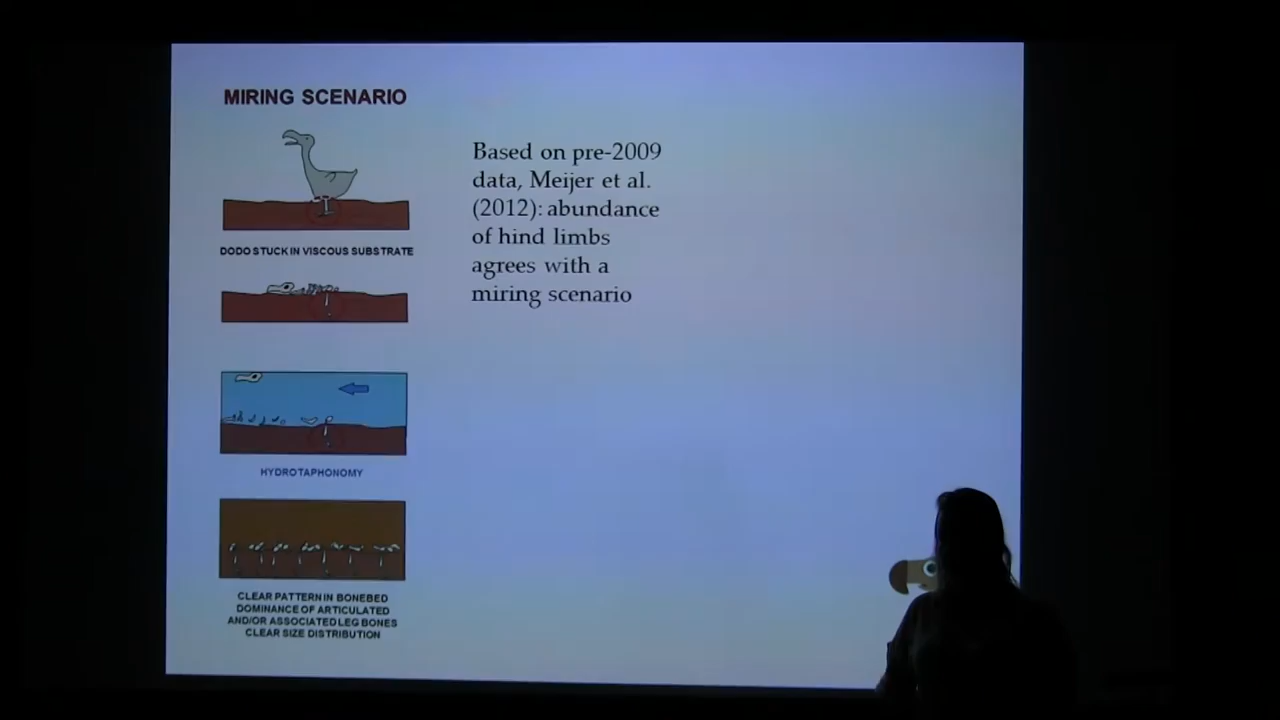 MIRING SCENARIO
DODO STUCK IN VISCOUS SUBSTRATE
HYDROTAPHONOMY
CLEAR PATTERN IN BONEBED
DOMINANCE OF ARTICULATED
AND/OR ASSOCIATED LEG BONES
CLEAR SIZE DISTRIBUTION
Based on pre-2009
data, Meijer et al.
(2012): abundance
of hind limbs
agrees with a
miring scenario